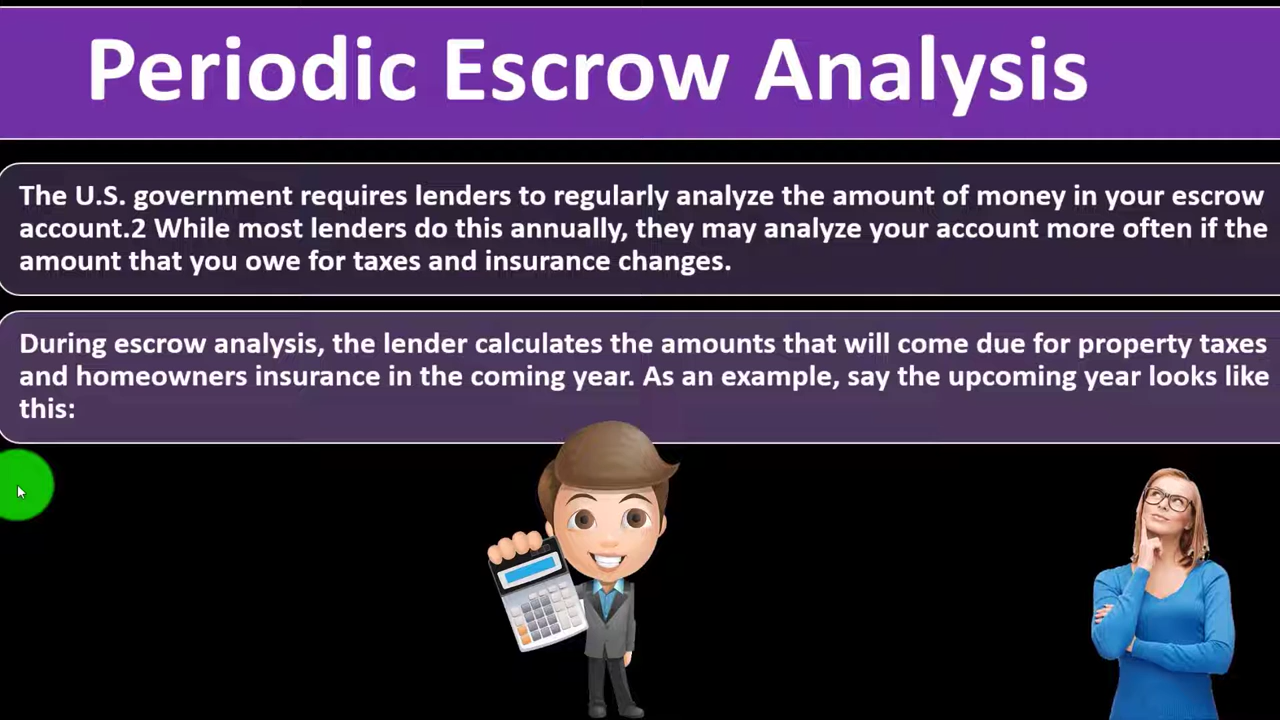 Periodic Escrow Analysis
The U.S. government requires lenders to regularly analyze the amount of money in your escrow
account.2 While most lenders do this annually, they may analyze your account more often if the
amount that you owe for taxes and insurance changes.
During escrow analysis, the lender calculates the amounts that will come due for property taxes
and homeowners insurance in the coming year. As an example, say the upcoming year looks like
this: